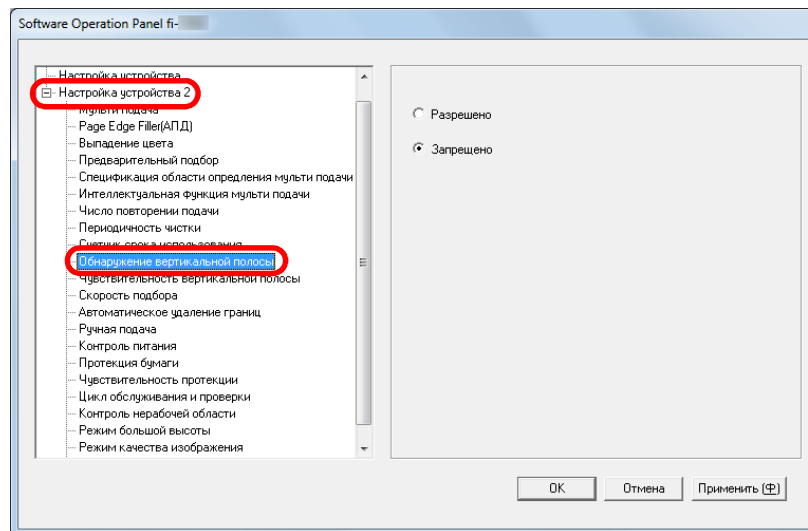 Software Operation Panel fi-
Настройка устройства
Настройка устройства 2
Мульти подача
Page Edge Filler(АПД)
Выпадение цвета
Предварительный подбор
Спецификация области опредления мульти подачи
Интеллектуальная функция мульти подачи
Число повторении подачи
Периодичность чистки
Счетчик срока использования
Обнаружение вертикальной полосы
Чувствительность вертикальной полосы
Скорость подбора
Автоматическое удаление границ
Ручная подача
Контроль питания
Протекция бумаги
Чувствительность протекции
Цикл обслуживания и проверки
Контроль нерабочей области
Режим большой высоты
Режим качества изображения
Разрешено
Запрещено
OK
Отмена
Применить (Ф)